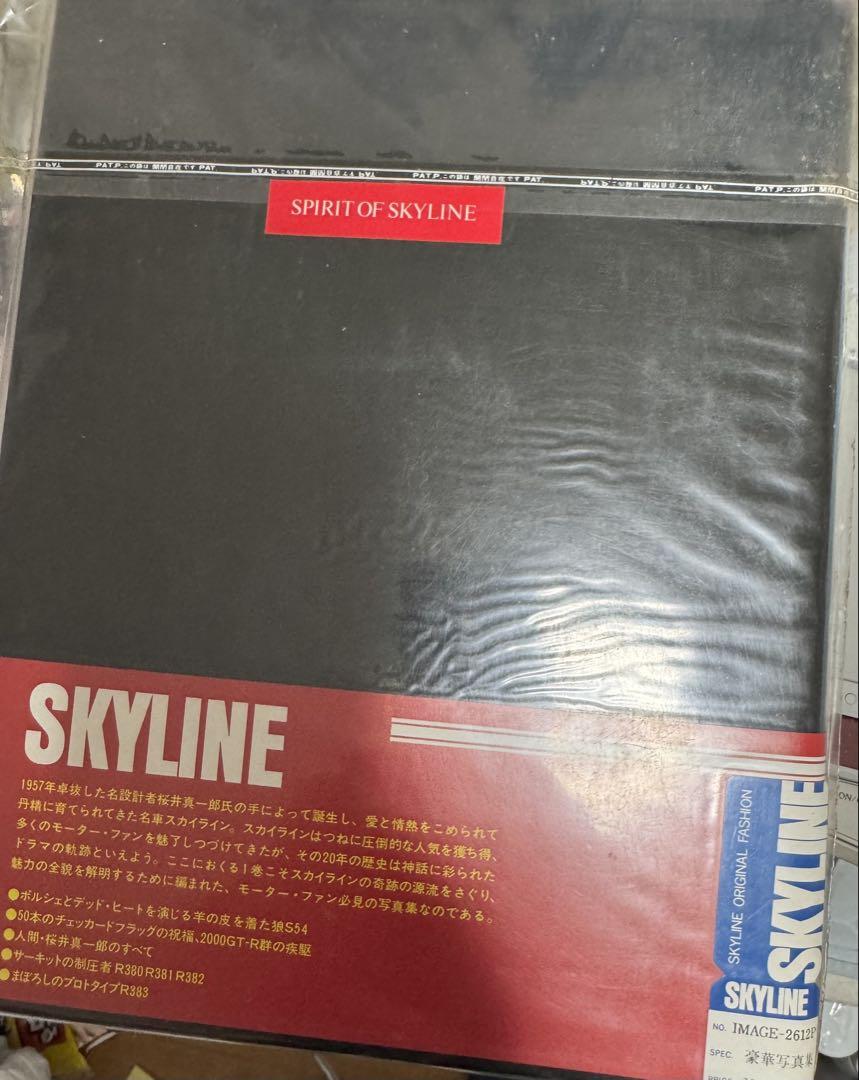 PAT.P.この袋は 開閉自在です PAT.
SPIRIT OF SKYLINE
SKYLINE
1957年卓抜した名設計者桜井真一郎氏の手によって誕生し、愛と情熱をこめられて
丹精に育てられてきた名車スカイライン。スカイラインはつねに圧倒的な人気を獲ち得、
多くのモーター・ファンを魅了しつづけてきたが、その20年の歴史は神話に彩られた
ドラマの軌跡といえよう。ここにおくる1巻こそスカイラインの奇跡の源流をさぐり、
魅力の全貌を解明するために編まれた、モーター・ファン必見の写真集なのである。
●ポルシェとデッド・ヒートを演じる羊の皮を着た狼S54
●50本のチェッカードフラッグの祝福、2000GT-R群の疾駆
●人間・桜井真一郎のすべて
●サーキットの制圧者R380 R381 R382
●まぼろしのプロトタイプR383
SKYLINE ORIGINAL FASHION
SKYLINE
SKYLINE
NO. IMAGE-2612P
SPEC. 豪華写真集